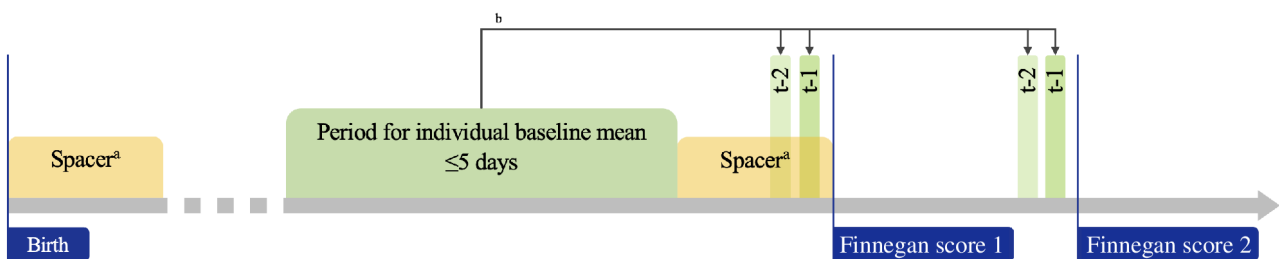 b
t-2
t-1
t-2
t-1
Period for individual baseline mean
≤5 days
Spacerᵃ
Spacerᵃ
Birth
Finnegan score 1
Finnegan score 2